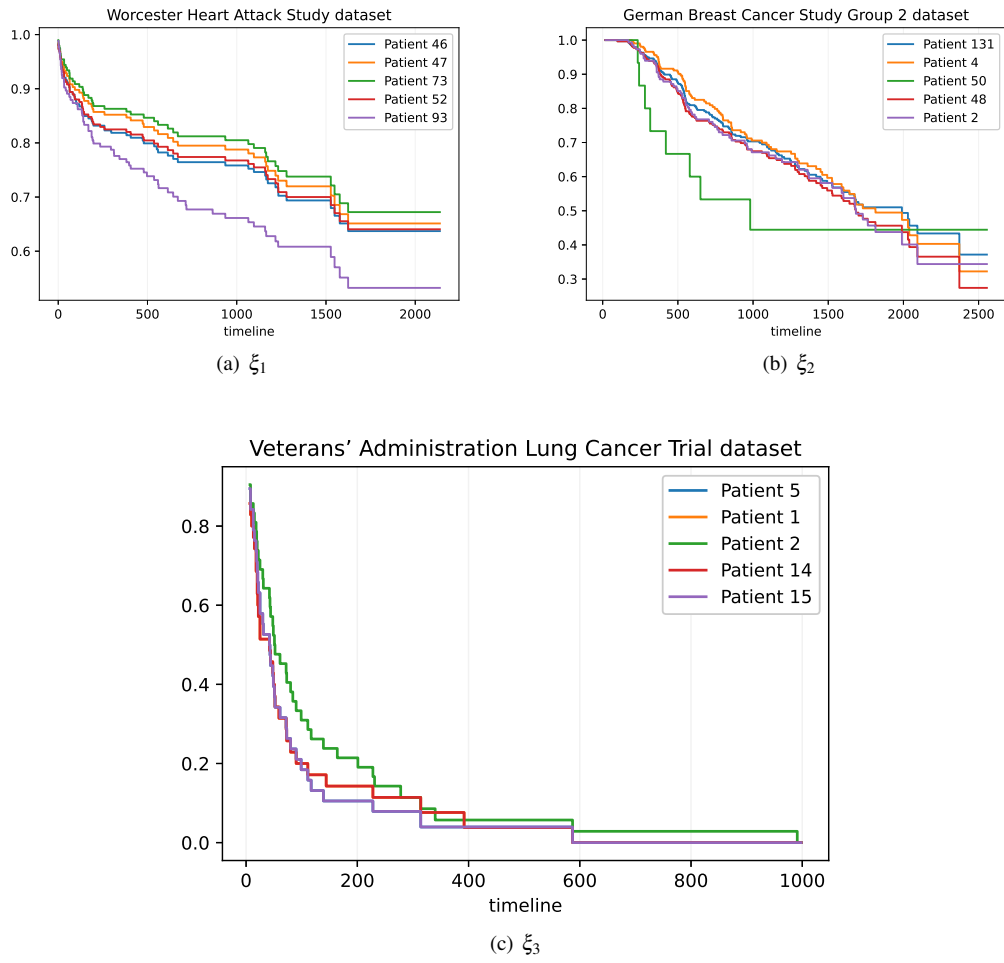 Worcester Heart Attack Study dataset
1.0
0.9
0.8
0.7
0.6
Patient 46
Patient 47
Patient 73
Patient 52
Patient 93
0
500
1000
1500
2000
timeline
(a) ξ1
German Breast Cancer Study Group 2 dataset
1.0
0.9
0.8
0.7
0.6
0.5
0.4
0.3
Patient 131
Patient 4
Patient 50
Patient 48
Patient 2
0
500
1000
1500
2000
2500
timeline
(b) ξ2
Veterans’ Administration Lung Cancer Trial dataset
0.8
0.6
0.4
0.2
0.0
Patient 5
Patient 1
Patient 2
Patient 14
Patient 15
0
200
400
600
800
1000
timeline
(c) ξ3